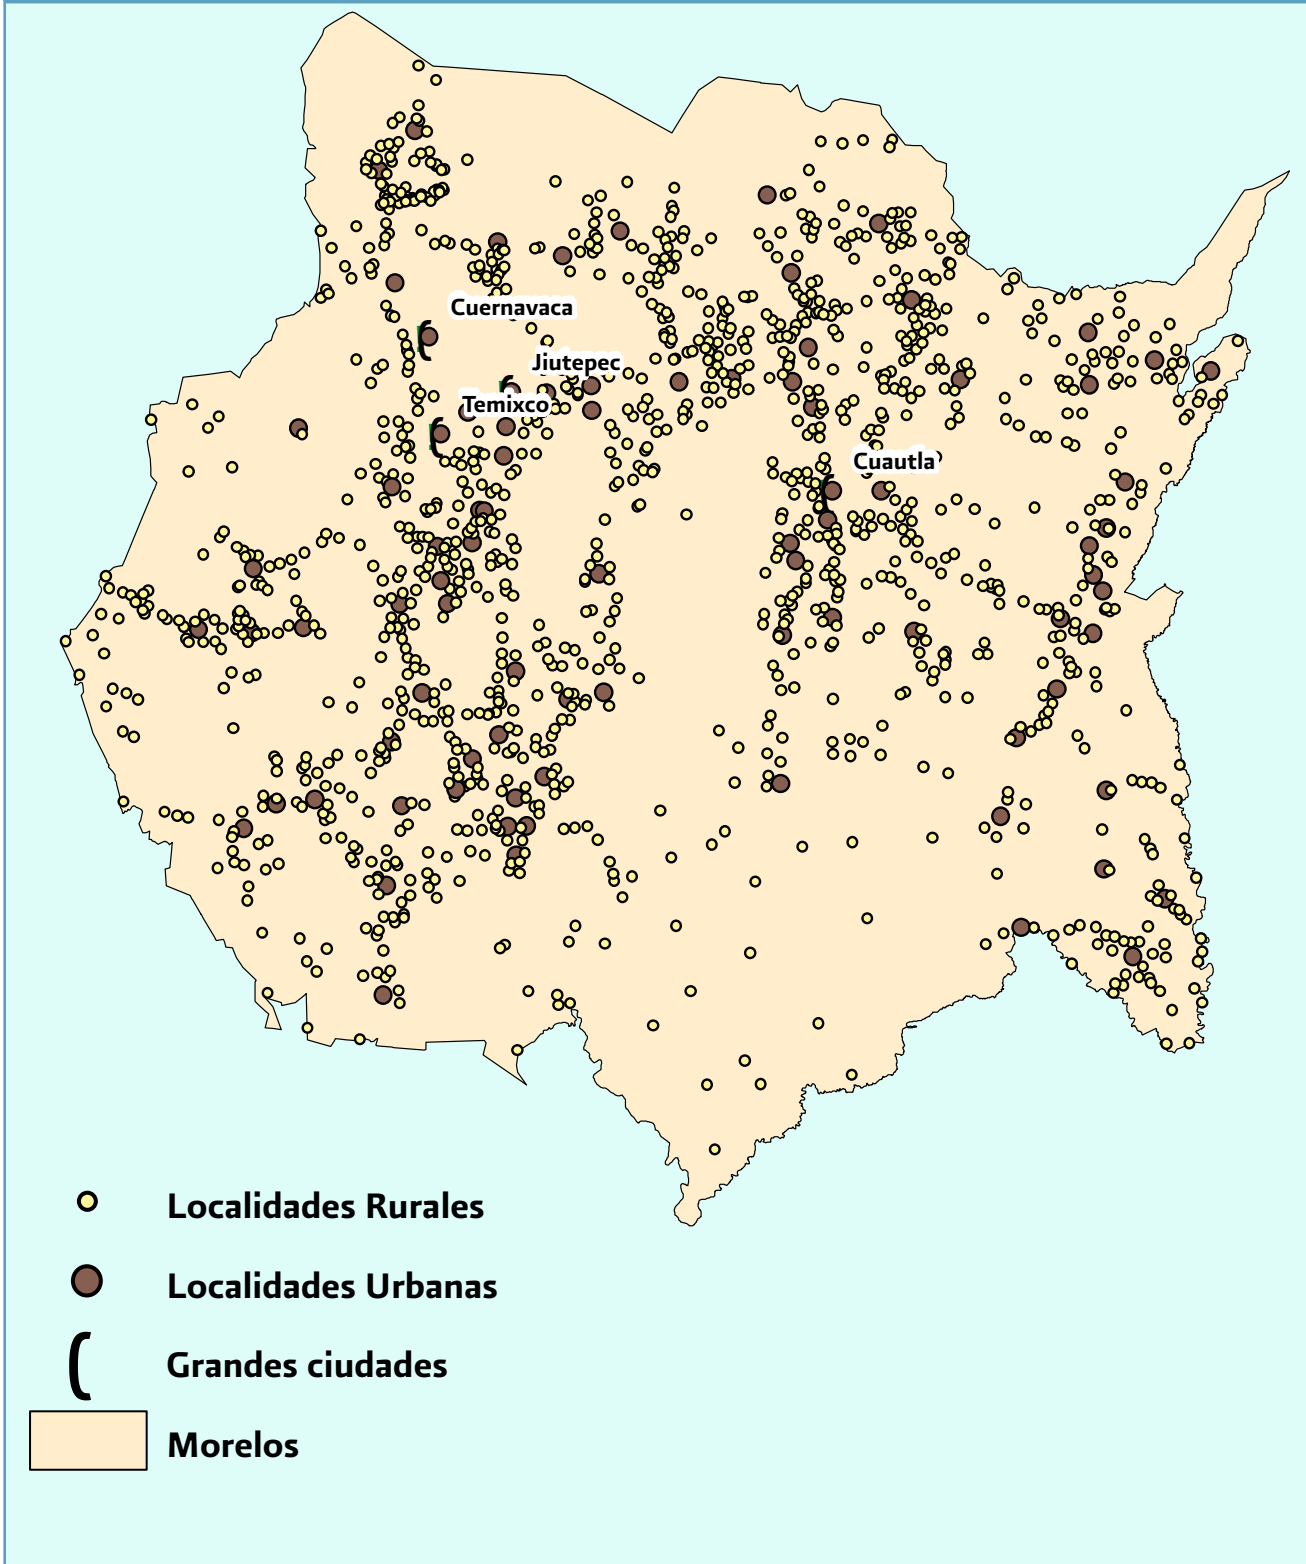 Cuernavaca
Jiutepec
Temixco
Cuautla
Localidades Rurales
Localidades Urbanas
Grandes ciudades
Morelos